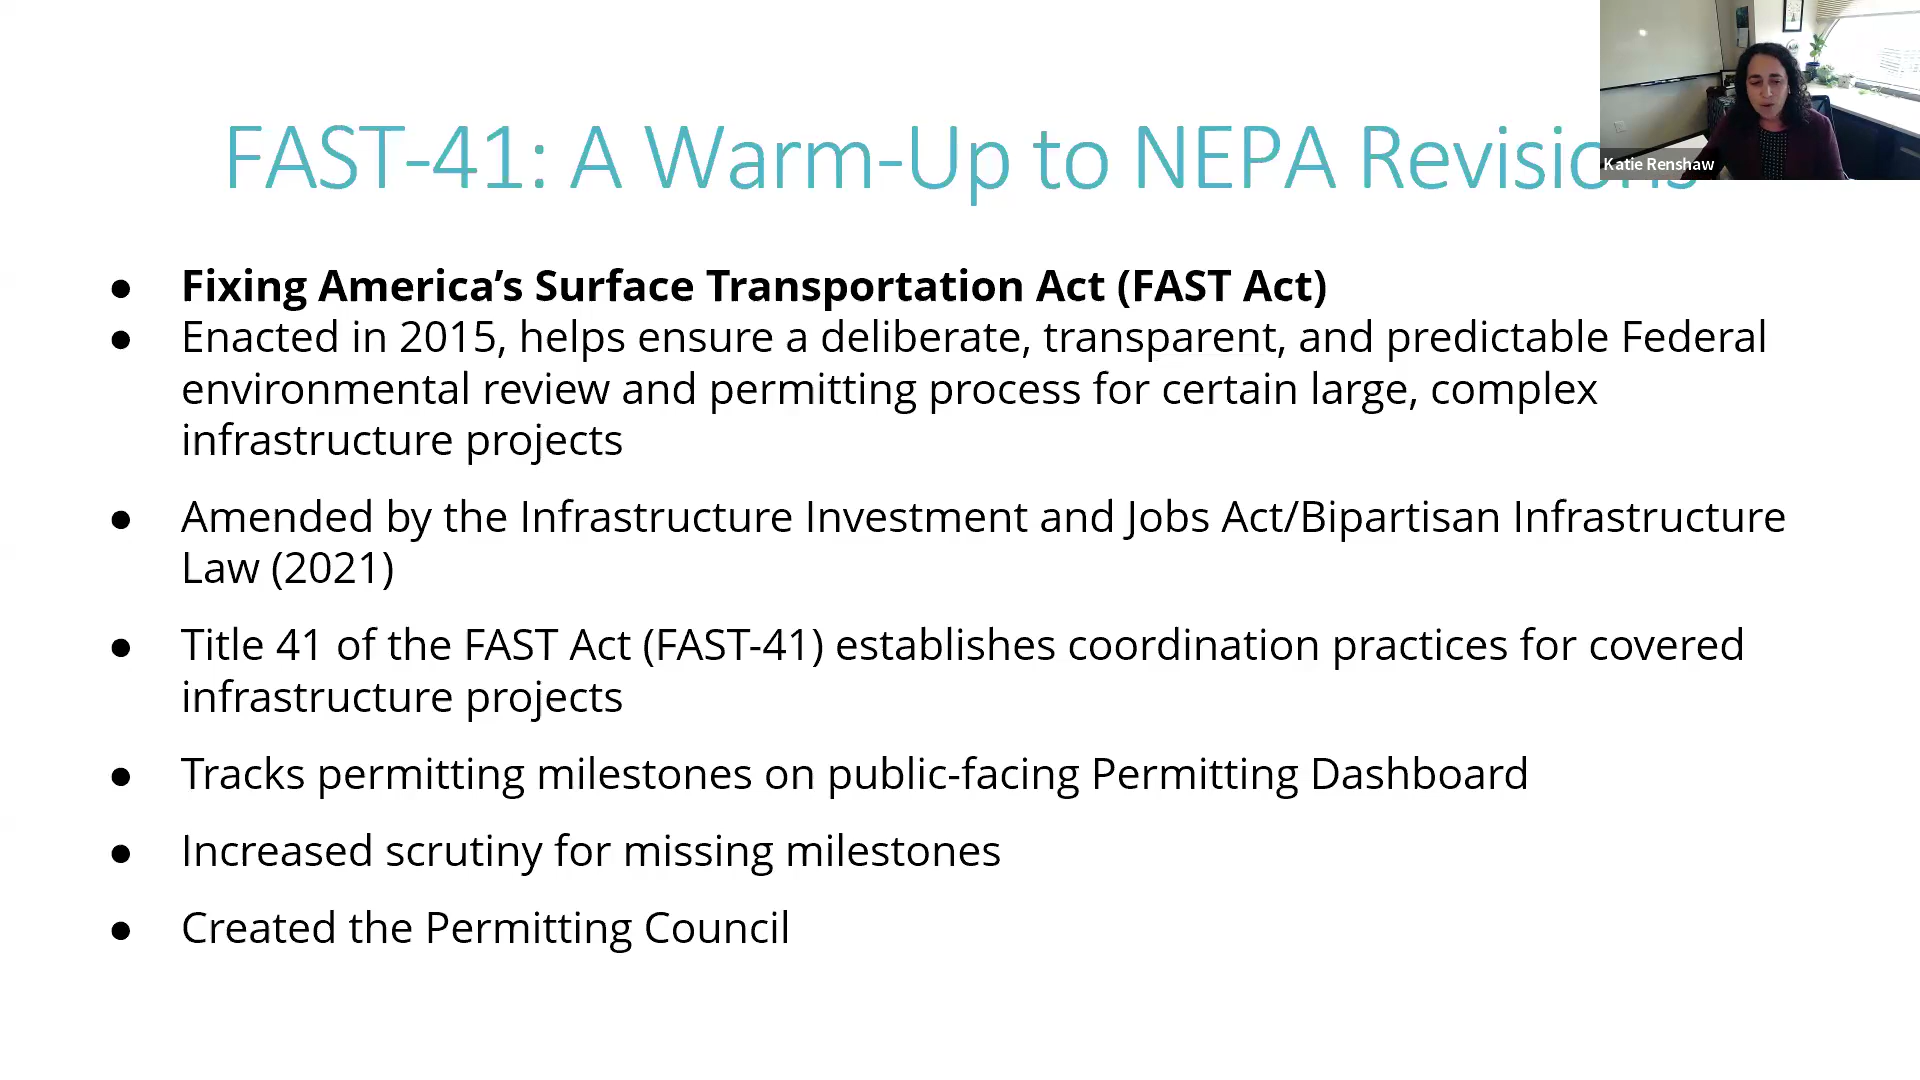 FAST-41: A Warm-Up to NEPA Revisions
Katie Renshaw
● Fixing America’s Surface Transportation Act (FAST Act)
● Enacted in 2015, helps ensure a deliberate, transparent, and predictable Federal
environmental review and permitting process for certain large, complex
infrastructure projects
● Amended by the Infrastructure Investment and Jobs Act/Bipartisan Infrastructure
Law (2021)
● Title 41 of the FAST Act (FAST-41) establishes coordination practices for covered
infrastructure projects
● Tracks permitting milestones on public-facing Permitting Dashboard
● Increased scrutiny for missing milestones
● Created the Permitting Council